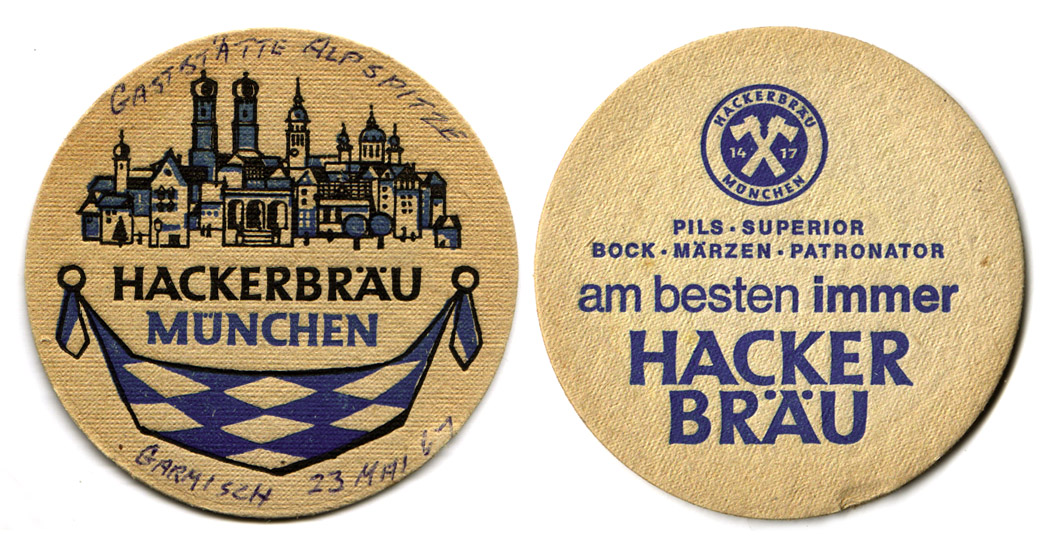 GASTSTÄTTE ALPSPITZE
HACKERBRÄU
MÜNCHEN
GARMISCH 23 MAI 67
HACKERBRÄU
14 17
MÜNCHEN
PILS · SUPERIOR
BOCK · MÄRZEN · PATRONATOR
am besten immer
HACKER
BRÄU